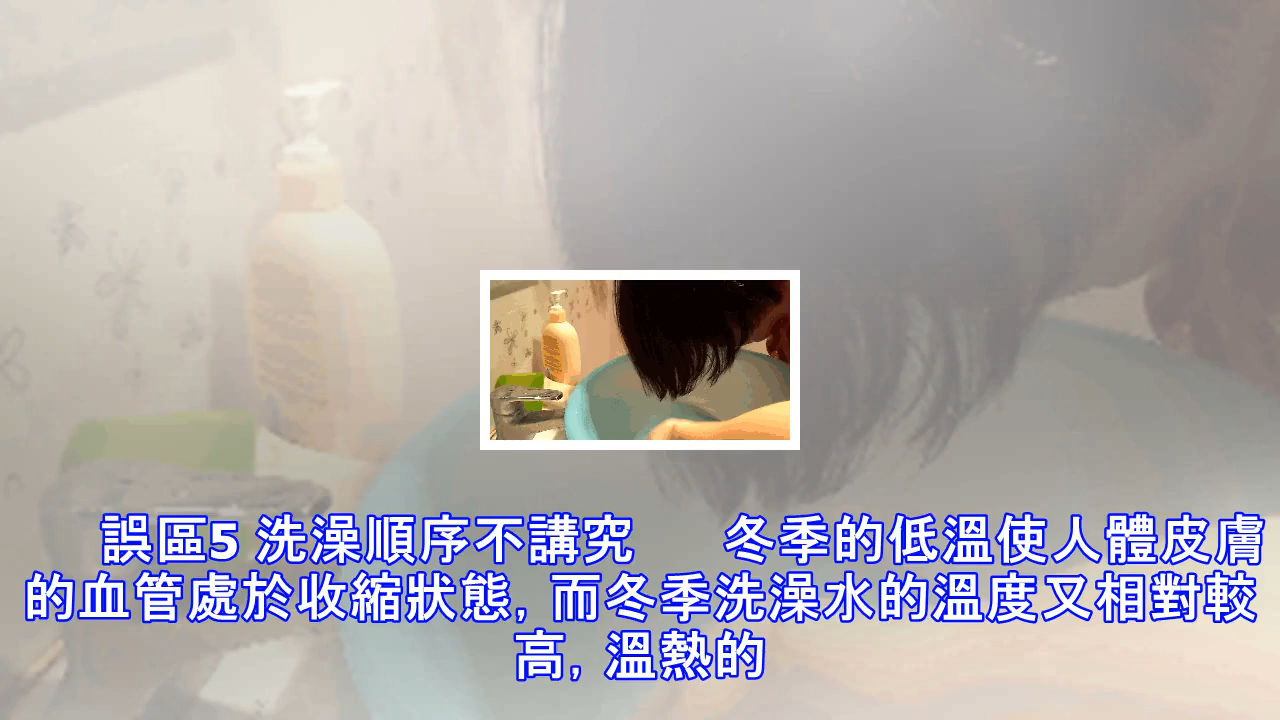 誤區5 洗澡順序不講究　　冬季的低溫使人體皮膚
的血管處於收縮狀態, 而冬季洗澡水的溫度又相對較
高, 溫熱的